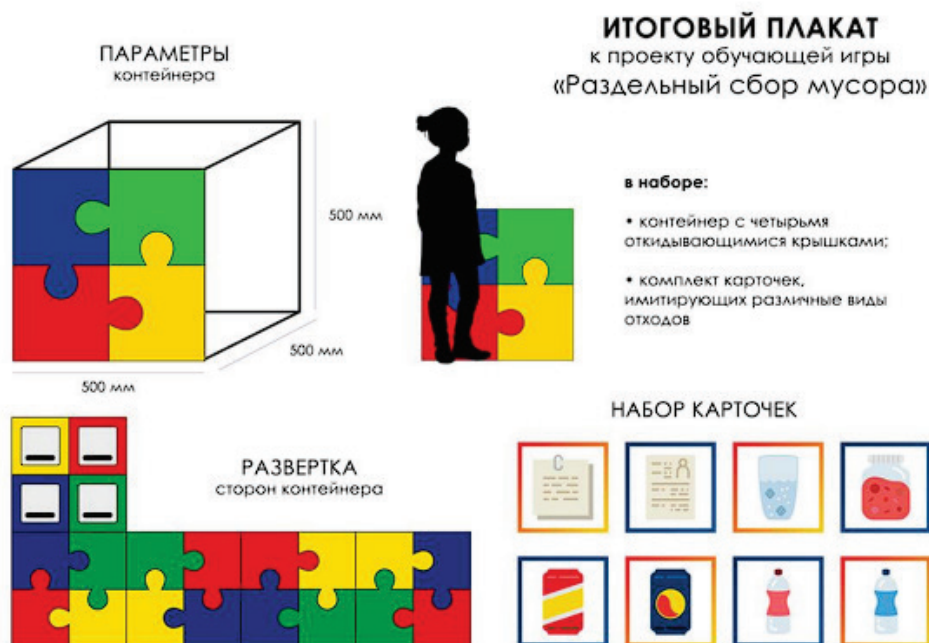 ИТОГОВЫЙ ПЛАКАТ
к проекту обучающей игры
«Раздельный сбор мусора»
ПАРАМЕТРЫ
контейнера
500 мм
500 мм
500 мм
в наборе:
• контейнер с четырьмя
откидывающимися крышками;
• комплект карточек,
имитирующих различные виды
отходов
РАЗВЕРТКА
сторон контейнера
НАБОР КАРТОЧЕК
C